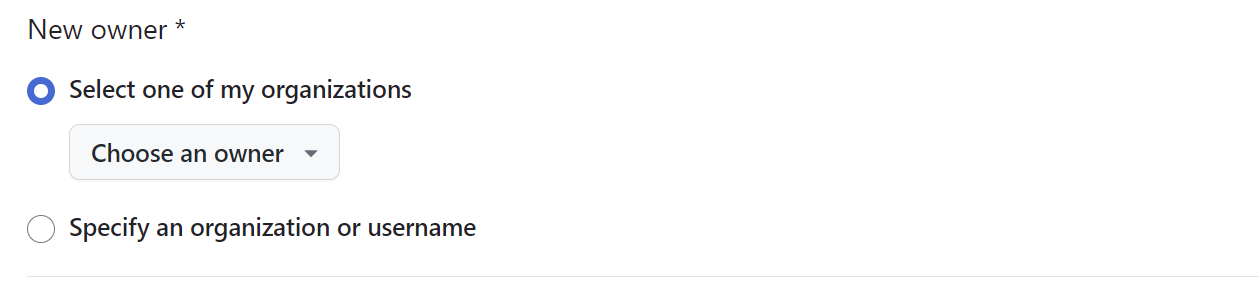 New owner *
Select one of my organizations
Choose an owner
Specify an organization or username